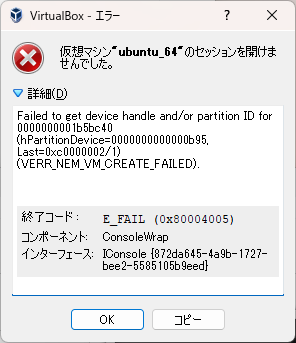 VirtualBox - エラー
仮想マシン"ubuntu_64"のセッションを開けま
せんでした。
詳細(D)
Failed to get device handle and/or partition ID for
0000000001b5bc40
(hPartitionDevice=0000000000000b95,
Last=0xc0000002/1)
(VERR_NEM_VM_CREATE_FAILED).
終了コード : E_FAIL (0x80004005)
コンポーネント: ConsoleWrap
インターフェース: IConsole {872da645-4a9b-1727-
bee2-5585105b9eed}
OK コピー